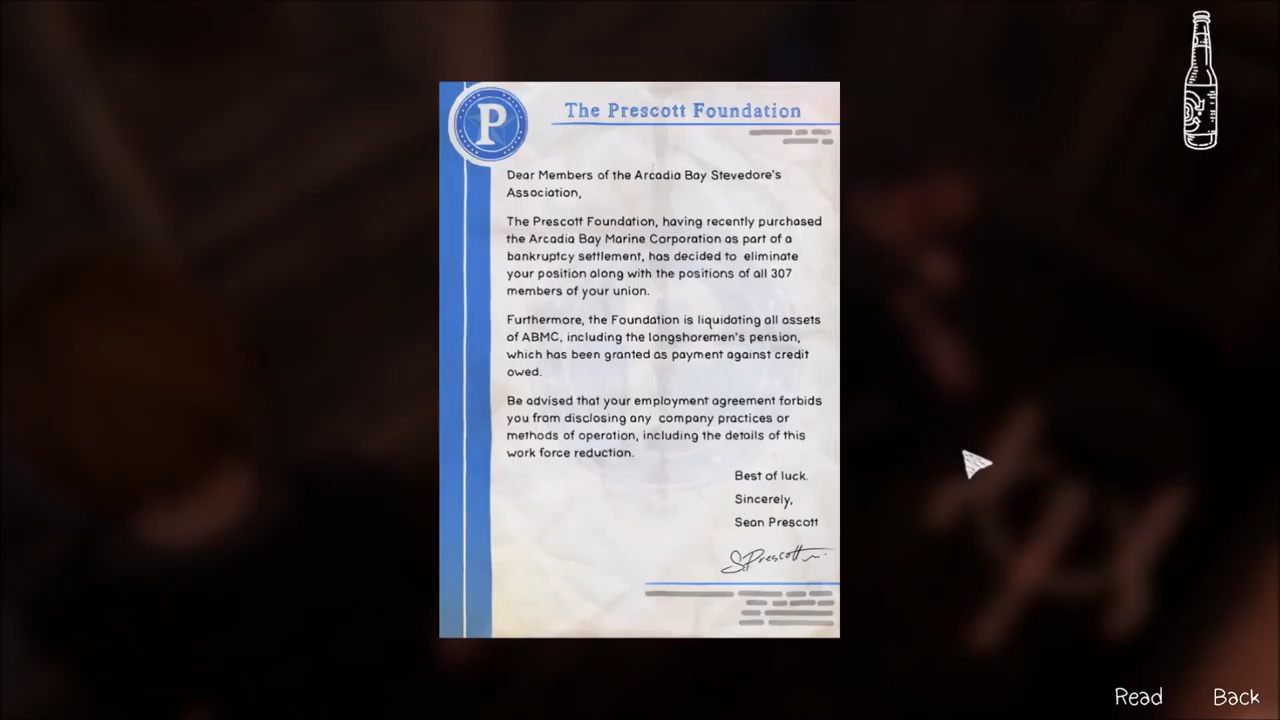 P
The Prescott Foundation
Dear Members of the Arcadia Bay Stevedore's
Association,
The Prescott Foundation, having recently purchased
the Arcadia Bay Marine Corporation as part of a
bankruptcy settlement, has decided to eliminate
your position along with the positions of all 307
members of your union.
Furthermore, the Foundation is liquidating all assets
of ABMC, including the longshoremen's pension,
which has been granted as payment against credit
owed.
Be advised that your employment agreement forbids
you from disclosing any company practices or
methods of operation, including the details of this
work force reduction.
Best of luck.
Sincerely,
Sean Prescott
S. Prescott
Read Back